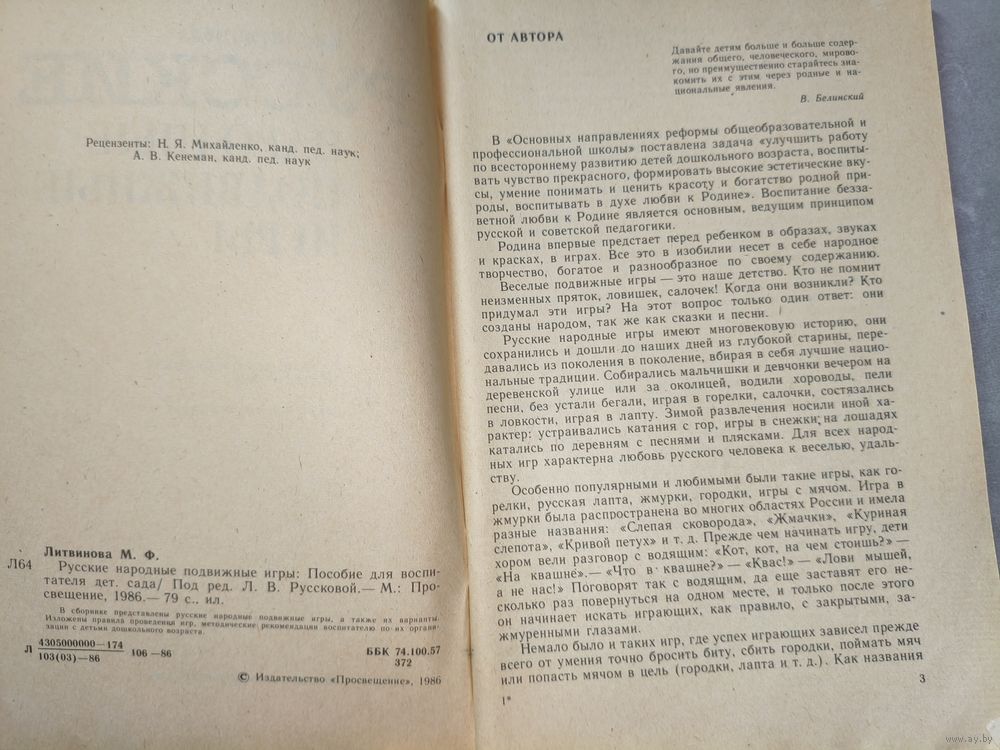 Рецензенты: Н. Я. Михайленко, канд. пед. наук;
А. В. Кенеман, канд. пед. наук
Литвинова М. Ф.
Л64
Русские народные подвижные игры: Пособие для воспи-
тателя дет. сада/ Под ред. Л. В. Руссковой.— М.: Про-
свещение, 1986.— 79 с., ил.
В сборнике представлены русские народные подвижные игры, а также их варианты.
Изложены правила проведения игр, методические рекомендации воспитателю по их органи-
зации с детьми дошкольного возраста.
Л 4305000000—174
103(03)—86
106—86
ББК 74.100.57
372
© Издательство «Просвещение», 1986
ОТ АВТОРА
Давайте детям больше и больше содер-
жания общего, человеческого, мирово-
го, но преимущественно старайтесь зна-
комить их с этим через родные и на-
циональные явления.
В. Белинский
В «Основных направлениях реформы общеобразовательной и
профессиональной школы» поставлена задача «улучшить работу
по всестороннему развитию детей дошкольного возраста, воспиты-
вать чувство прекрасного, формировать высокие эстетические вку-
сы, умение понимать и ценить красоту и богатство родной при-
роды, воспитывать в духе любви к Родине». Воспитание безза-
ветной любви к Родине является основным, ведущим принципом
русской и советской педагогики.
Родина впервые предстает перед ребенком в образах, звуках
и красках, в играх. Все это в изобилии несет в себе народное
творчество, богатое и разнообразное по своему содержанию.
Веселые подвижные игры — это наше детство. Кто не помнит
неизменных пряток, ловишек, салочек! Когда они возникли? Кто
придумал эти игры? На этот вопрос только один ответ: они
созданы народом, так же как сказки и песни.
Русские народные игры имеют многовековую историю, они
сохранились и дошли до наших дней из глубокой старины, пере-
давались из поколения в поколение, вбирая в себя лучшие нацио-
нальные традиции. Собирались мальчишки и девчонки вечером на
деревенской улице или за околицей, водили хороводы, пели
песни, без устали бегали, играя в горелки, салочки, состязались
в ловкости, играя в лапту. Зимой развлечения носили иной ха-
рактер: устраивались катания с гор, игры в снежки; на лошадях
катались по деревням с песнями и плясками. Для всех народ-
ных игр характерна любовь русского человека к веселью, удаль-
ству.
Особенно популярными и любимыми были такие игры, как го-
релки, русская лапта, жмурки, городки, игры с мячом. Игра в
жмурки была распространена во многих областях России и имела
разные названия: «Слепая сковорода», «Жмачки», «Куриная
слепота», «Кривой петух» и т. д. Прежде чем начинать игру, дети
хором вели разговор с водящим: «Кот, кот, на чем стоишь?» —
«На квашне».— «Что в квашне?» — «Квас!» — «Лови мышей,
а не нас!» Поговорят так с водящим, да еще заставят его не-
сколько раз повернуться на одном месте, и только после этого
он начинает искать играющих, как правило, с закрытыми, за-
жмуренными глазами.
Немало было и таких игр, где успех играющих зависел прежде
всего от умения точно бросить биту, сбить городки, поймать мяч
или попасть мячом в цель (городки, лапта и т. д.). Как названия
1*
3
www.ay.by